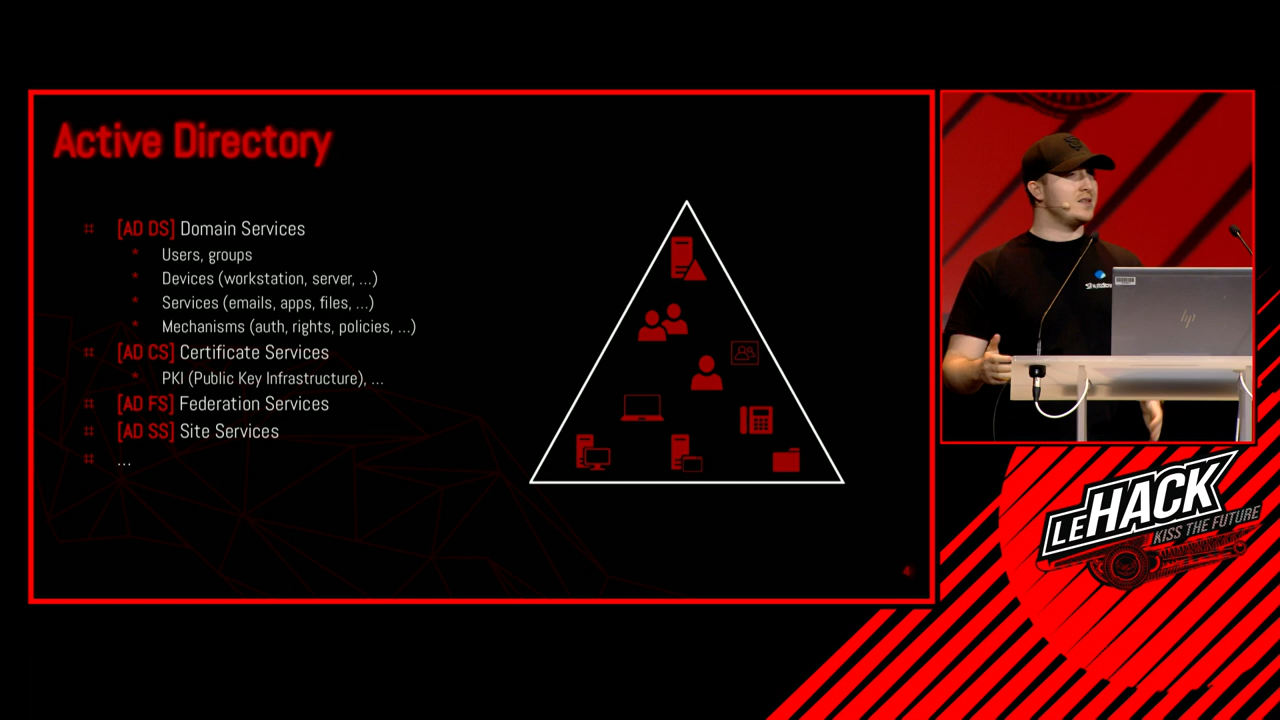 Active Directory
# [AD DS] Domain Services
* Users, groups
* Devices (workstation, server, ...)
* Services (emails, apps, files, ...)
* Mechanisms (auth, rights, policies, ...)
# [AD CS] Certificate Services
* PKI (Public Key Infrastructure), ...
# [AD FS] Federation Services
# [AD SS] Site Services
# ...
4
hp
LEHACK
KISS THE FUTURE